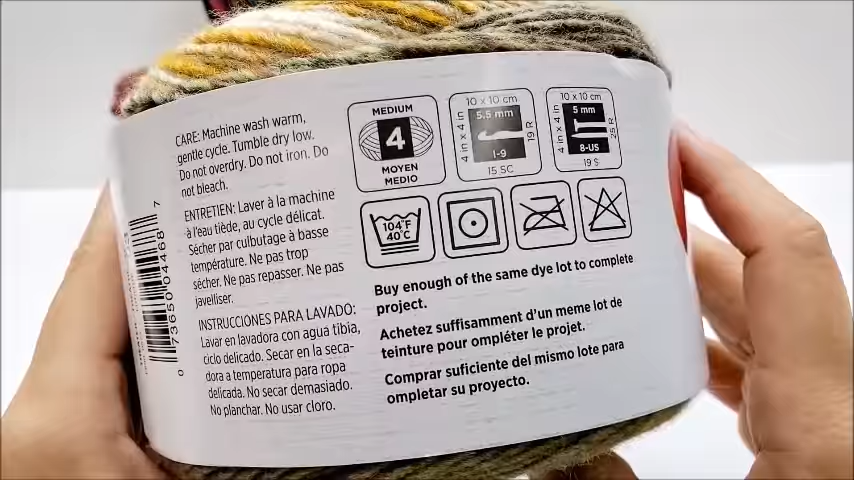 CARE: Machine wash warm,
gentle cycle. Tumble dry low.
Do not overdry. Do not iron. Do
not bleach.
ENTRETIEN: Laver à la machine
à l'eau tiède, au cycle délicat.
Sécher par culbutage à basse
température. Ne pas trop
sécher. Ne pas repasser. Ne pas
javelliser.
INSTRUCCIONES PARA LAVADO:
Lavar en lavadora con agua tibia,
ciclo delicado. Secar en la seca-
dora a temperatura para ropa
delicada. No secar demasiado.
No planchar. No usar cloro.
MEDIUM
4
MOYEN
MEDIO
10 x 10 cm
4 in x 4 in
5.5 mm
19 R
I-9
15 SC
10 x 10 cm
4 in x 4 in
5 mm
25 R
8-US
19 S
104°F
40°C
Buy enough of the same dye lot to complete
project.
Achetez suffisamment d'un meme lot de
teinture pour ompléter le projet.
Comprar suficiente del mismo lote para
ompletar su proyecto.
0 73650 04468 7